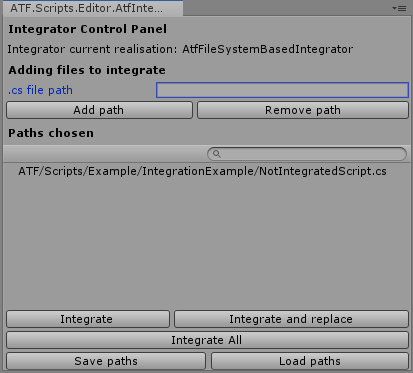 ATF.Scripts.Editor.AtfInte...
Integrator Control Panel
Integrator current realisation: AtfFileSystemBasedIntegrator
Adding files to integrate
.cs file path
Add path Remove path
Paths chosen
ATF/Scripts/Example/IntegrationExample/NotIntegratedScript.cs
Integrate Integrate and replace
Integrate All
Save paths Load paths